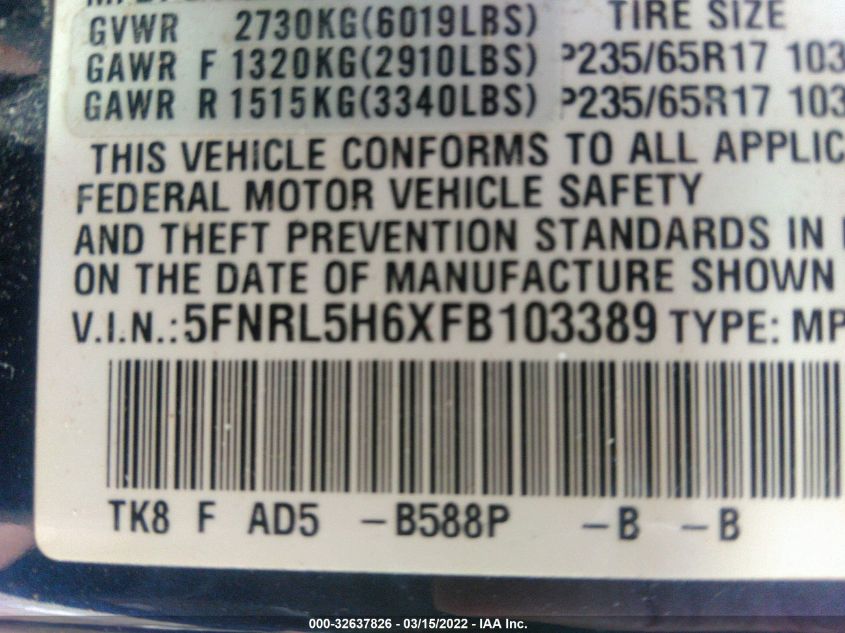 GVWR 2730KG(6019LBS) TIRE SIZE
GAWR F 1320KG(2910LBS) P235/65R17 103
GAWR R 1515KG(3340LBS) P235/65R17 103
THIS VEHICLE CONFORMS TO ALL APPLIC
FEDERAL MOTOR VEHICLE SAFETY
AND THEFT PREVENTION STANDARDS IN
ON THE DATE OF MANUFACTURE SHOWN
V.I.N.:5FNRL5H6XFB103389 TYPE: MP
TK8 F AD5 -B588P -B -B
000-32637826 - 03/15/2022 - IAA Inc.